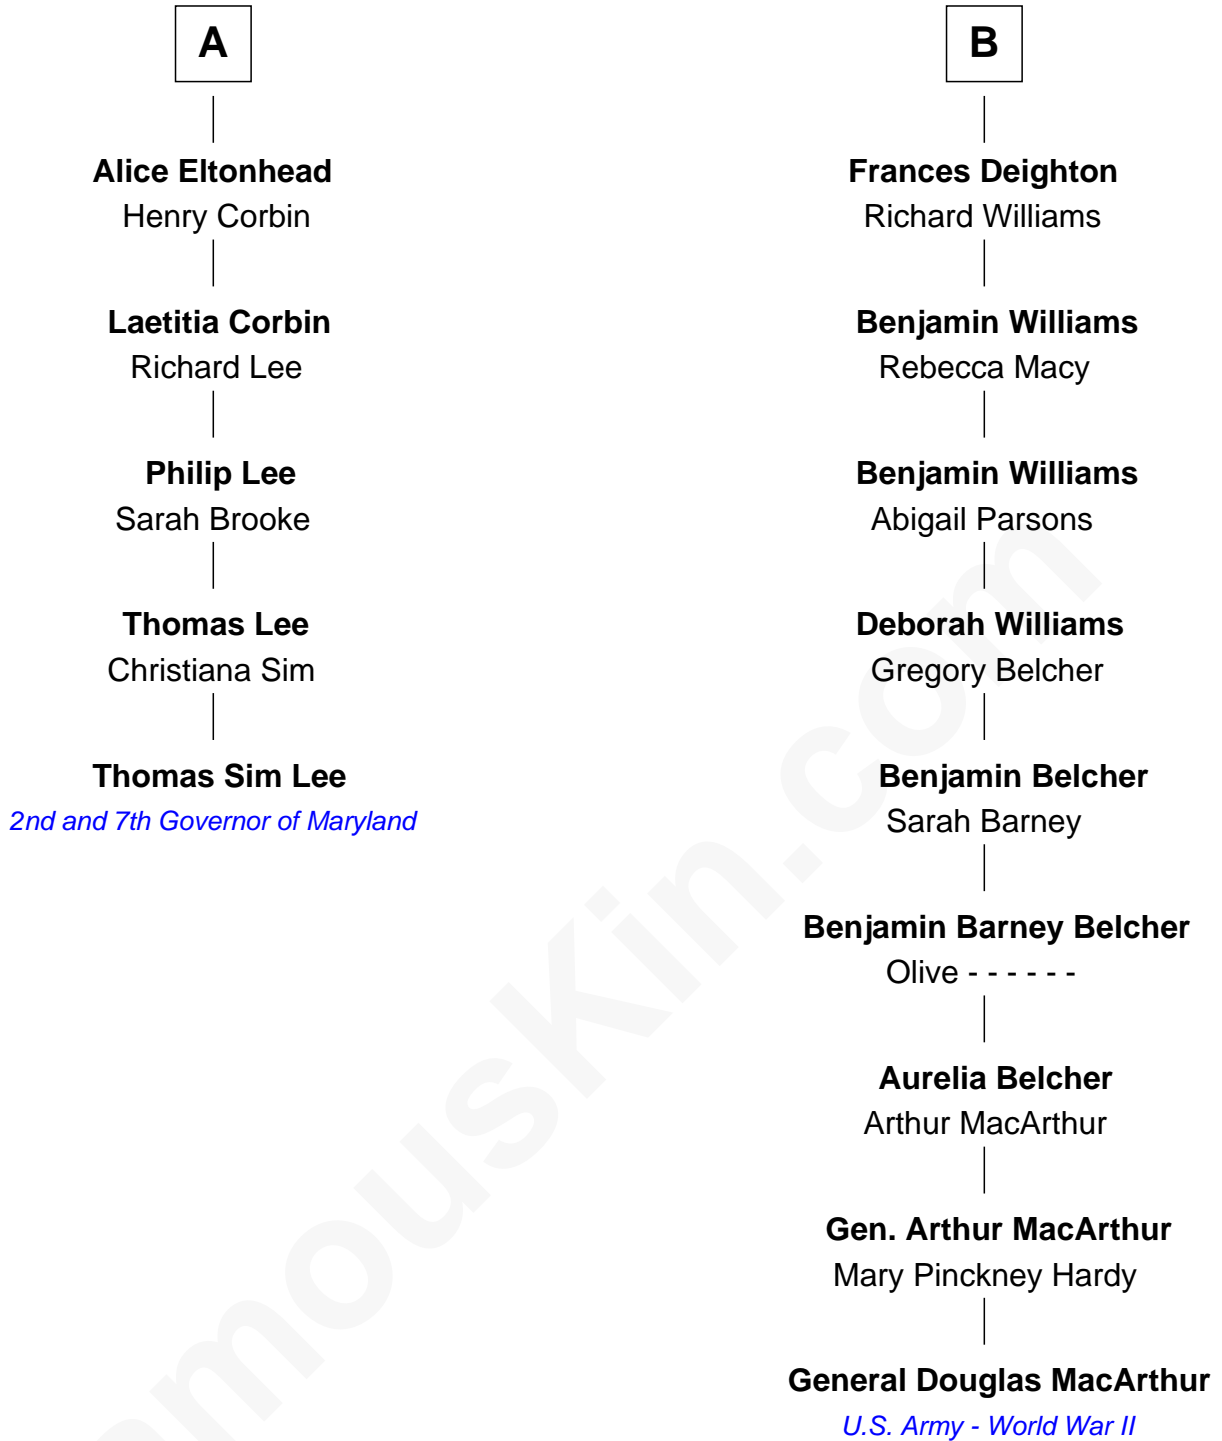 A
Alice Eltonhead
Henry Corbin
Laetitia Corbin
Richard Lee
Philip Lee
Sarah Brooke
Thomas Lee
Christiana Sim
Thomas Sim Lee
2nd and 7th Governor of Maryland
B
Frances Deighton
Richard Williams
Benjamin Williams
Rebecca Macy
Benjamin Williams
Abigail Parsons
Deborah Williams
Gregory Belcher
Benjamin Belcher
Sarah Barney
Benjamin Barney Belcher
Olive - - - - - -
Aurelia Belcher
Arthur MacArthur
Gen. Arthur MacArthur
Mary Pinckney Hardy
General Douglas MacArthur
U.S. Army - World War II
amouskin.com